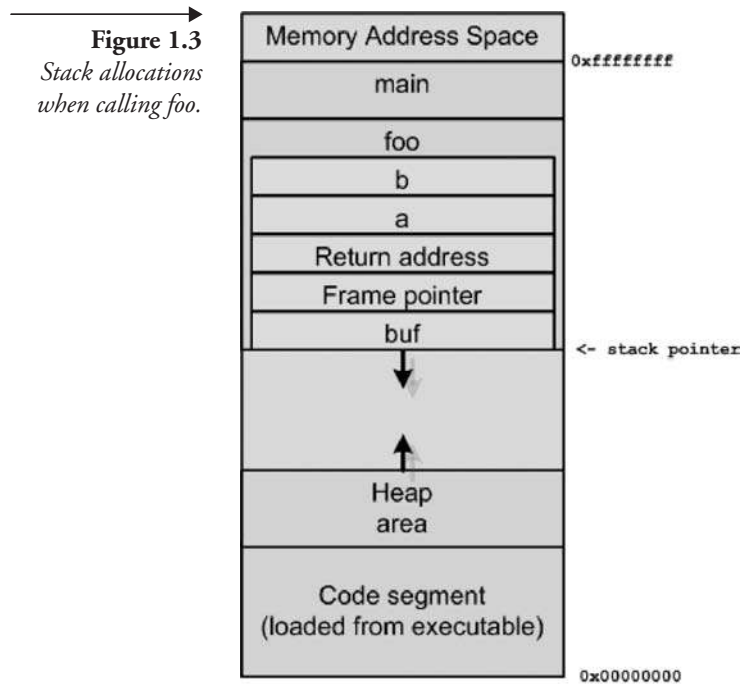 Figure 1.3
Stack allocations
when calling foo.
Memory Address Space
0xffffffff
main
foo
b
a
Return address
Frame pointer
buf
<- stack pointer
Heap
area
Code segment
(loaded from executable)
0x00000000